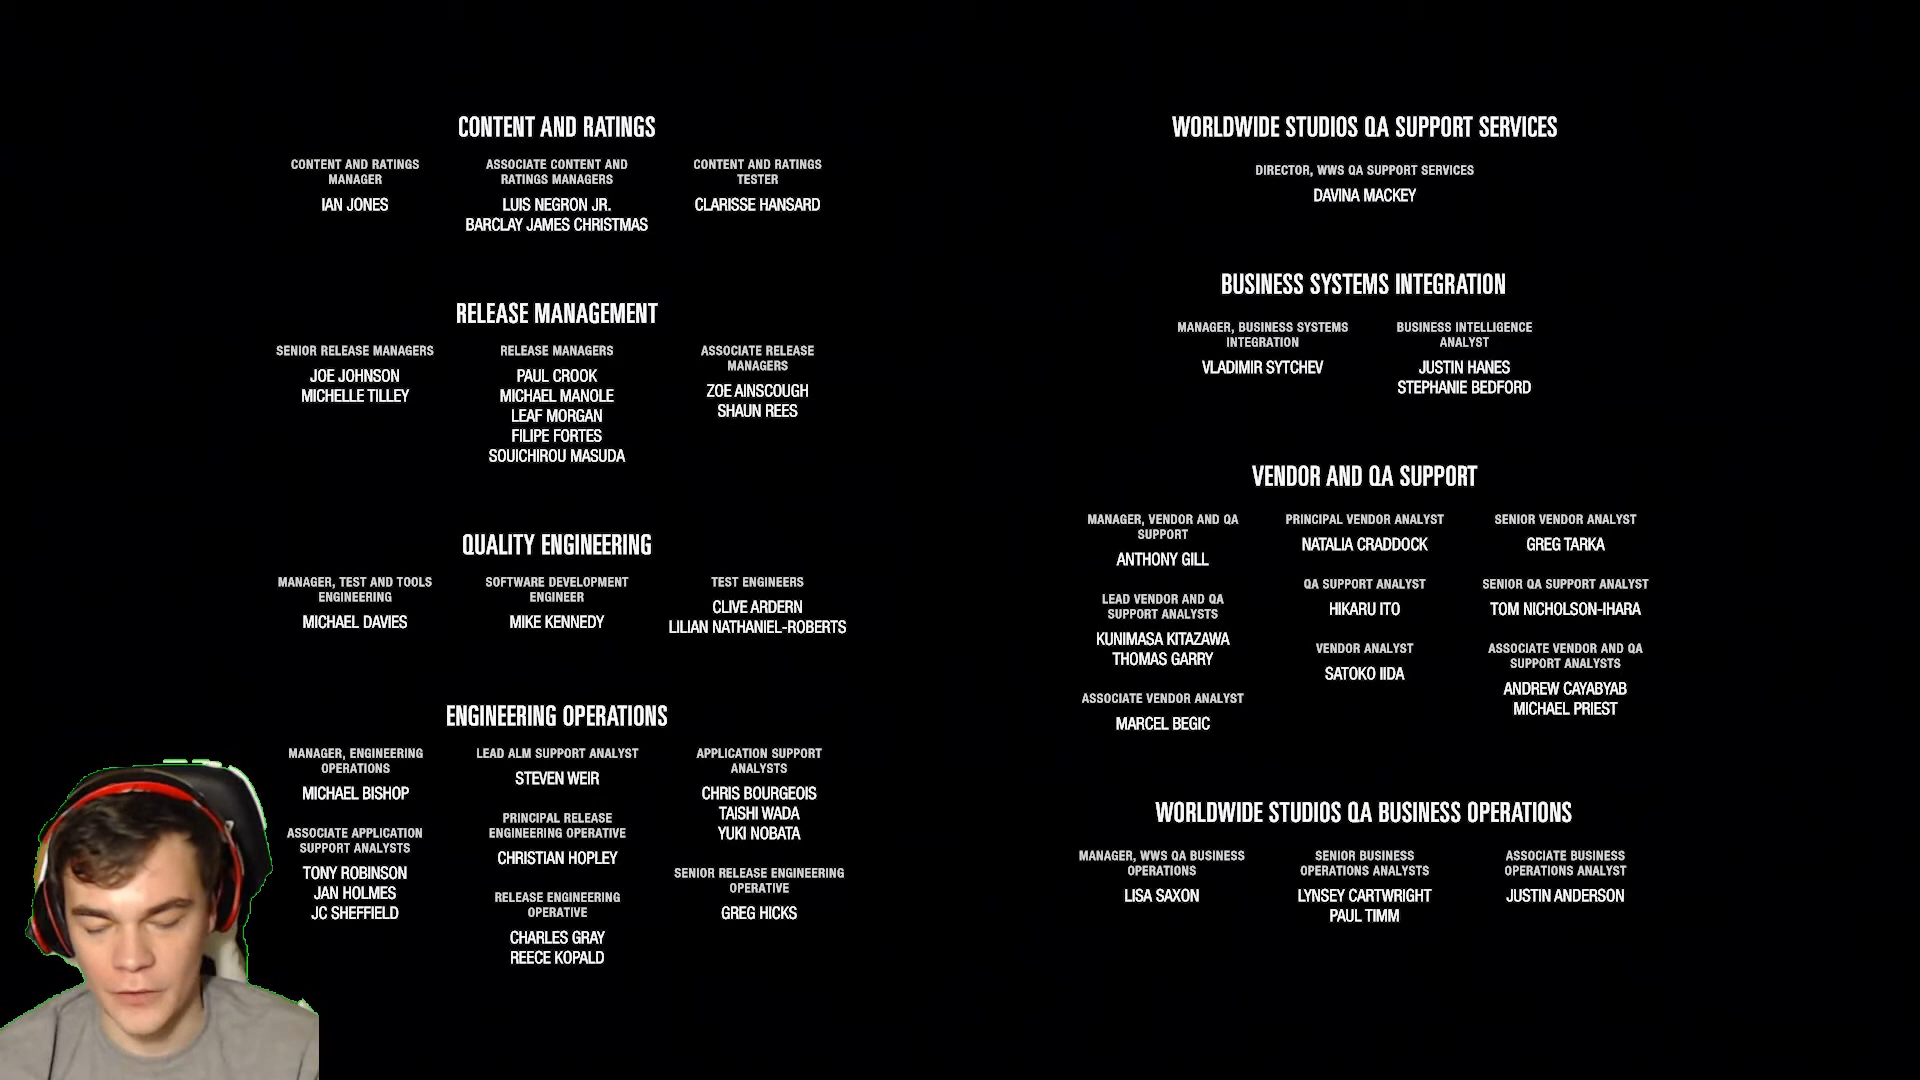 CONTENT AND RATINGS
CONTENT AND RATINGS
MANAGER
IAN JONES
ASSOCIATE CONTENT AND
RATINGS MANAGERS
LUIS NEGRON JR.
BARCLAY JAMES CHRISTMAS
CONTENT AND RATINGS
TESTER
CLARISSE HANSARD
RELEASE MANAGEMENT
SENIOR RELEASE MANAGERS
JOE JOHNSON
MICHELLE TILLEY
RELEASE MANAGERS
PAUL CROOK
MICHAEL MANOLE
LEAF MORGAN
FILIPE FORTES
SOUICHIROU MASUDA
ASSOCIATE RELEASE
MANAGERS
ZOE AINSCOUGH
SHAUN REES
QUALITY ENGINEERING
MANAGER, TEST AND TOOLS
ENGINEERING
MICHAEL DAVIES
SOFTWARE DEVELOPMENT
ENGINEER
MIKE KENNEDY
TEST ENGINEERS
CLIVE ARDERN
LILIAN NATHANIEL-ROBERTS
ENGINEERING OPERATIONS
MANAGER, ENGINEERING
OPERATIONS
MICHAEL BISHOP
ASSOCIATE APPLICATION
SUPPORT ANALYSTS
TONY ROBINSON
JAN HOLMES
JC SHEFFIELD
LEAD ALM SUPPORT ANALYST
STEVEN WEIR
PRINCIPAL RELEASE
ENGINEERING OPERATIVE
CHRISTIAN HOPLEY
RELEASE ENGINEERING
OPERATIVE
CHARLES GRAY
REECE KOPALD
APPLICATION SUPPORT
ANALYSTS
CHRIS BOURGEOIS
TAISHI WADA
YUKI NOBATA
SENIOR RELEASE ENGINEERING
OPERATIVE
GREG HICKS
WORLDWIDE STUDIOS QA SUPPORT SERVICES
DIRECTOR, WWS QA SUPPORT SERVICES
DAVINA MACKEY
BUSINESS SYSTEMS INTEGRATION
MANAGER, BUSINESS SYSTEMS
INTEGRATION
VLADIMIR SYTCHEV
BUSINESS INTELLIGENCE
ANALYST
JUSTIN HANES
STEPHANIE BEDFORD
VENDOR AND QA SUPPORT
MANAGER, VENDOR AND QA
SUPPORT
ANTHONY GILL
LEAD VENDOR AND QA
SUPPORT ANALYSTS
KUNIMASA KITAZAWA
THOMAS GARRY
ASSOCIATE VENDOR ANALYST
MARCEL BEGIC
PRINCIPAL VENDOR ANALYST
NATALIA CRADDOCK
QA SUPPORT ANALYST
HIKARU ITO
VENDOR ANALYST
SATOKO IIDA
SENIOR VENDOR ANALYST
GREG TARKA
SENIOR QA SUPPORT ANALYST
TOM NICHOLSON-IHARA
ASSOCIATE VENDOR AND QA
SUPPORT ANALYSTS
ANDREW CAYABYAB
MICHAEL PRIEST
WORLDWIDE STUDIOS QA BUSINESS OPERATIONS
MANAGER, WWS QA BUSINESS
OPERATIONS
LISA SAXON
SENIOR BUSINESS
OPERATIONS ANALYSTS
LYNSEY CARTWRIGHT
PAUL TIMM
ASSOCIATE BUSINESS
OPERATIONS ANALYST
JUSTIN ANDERSON